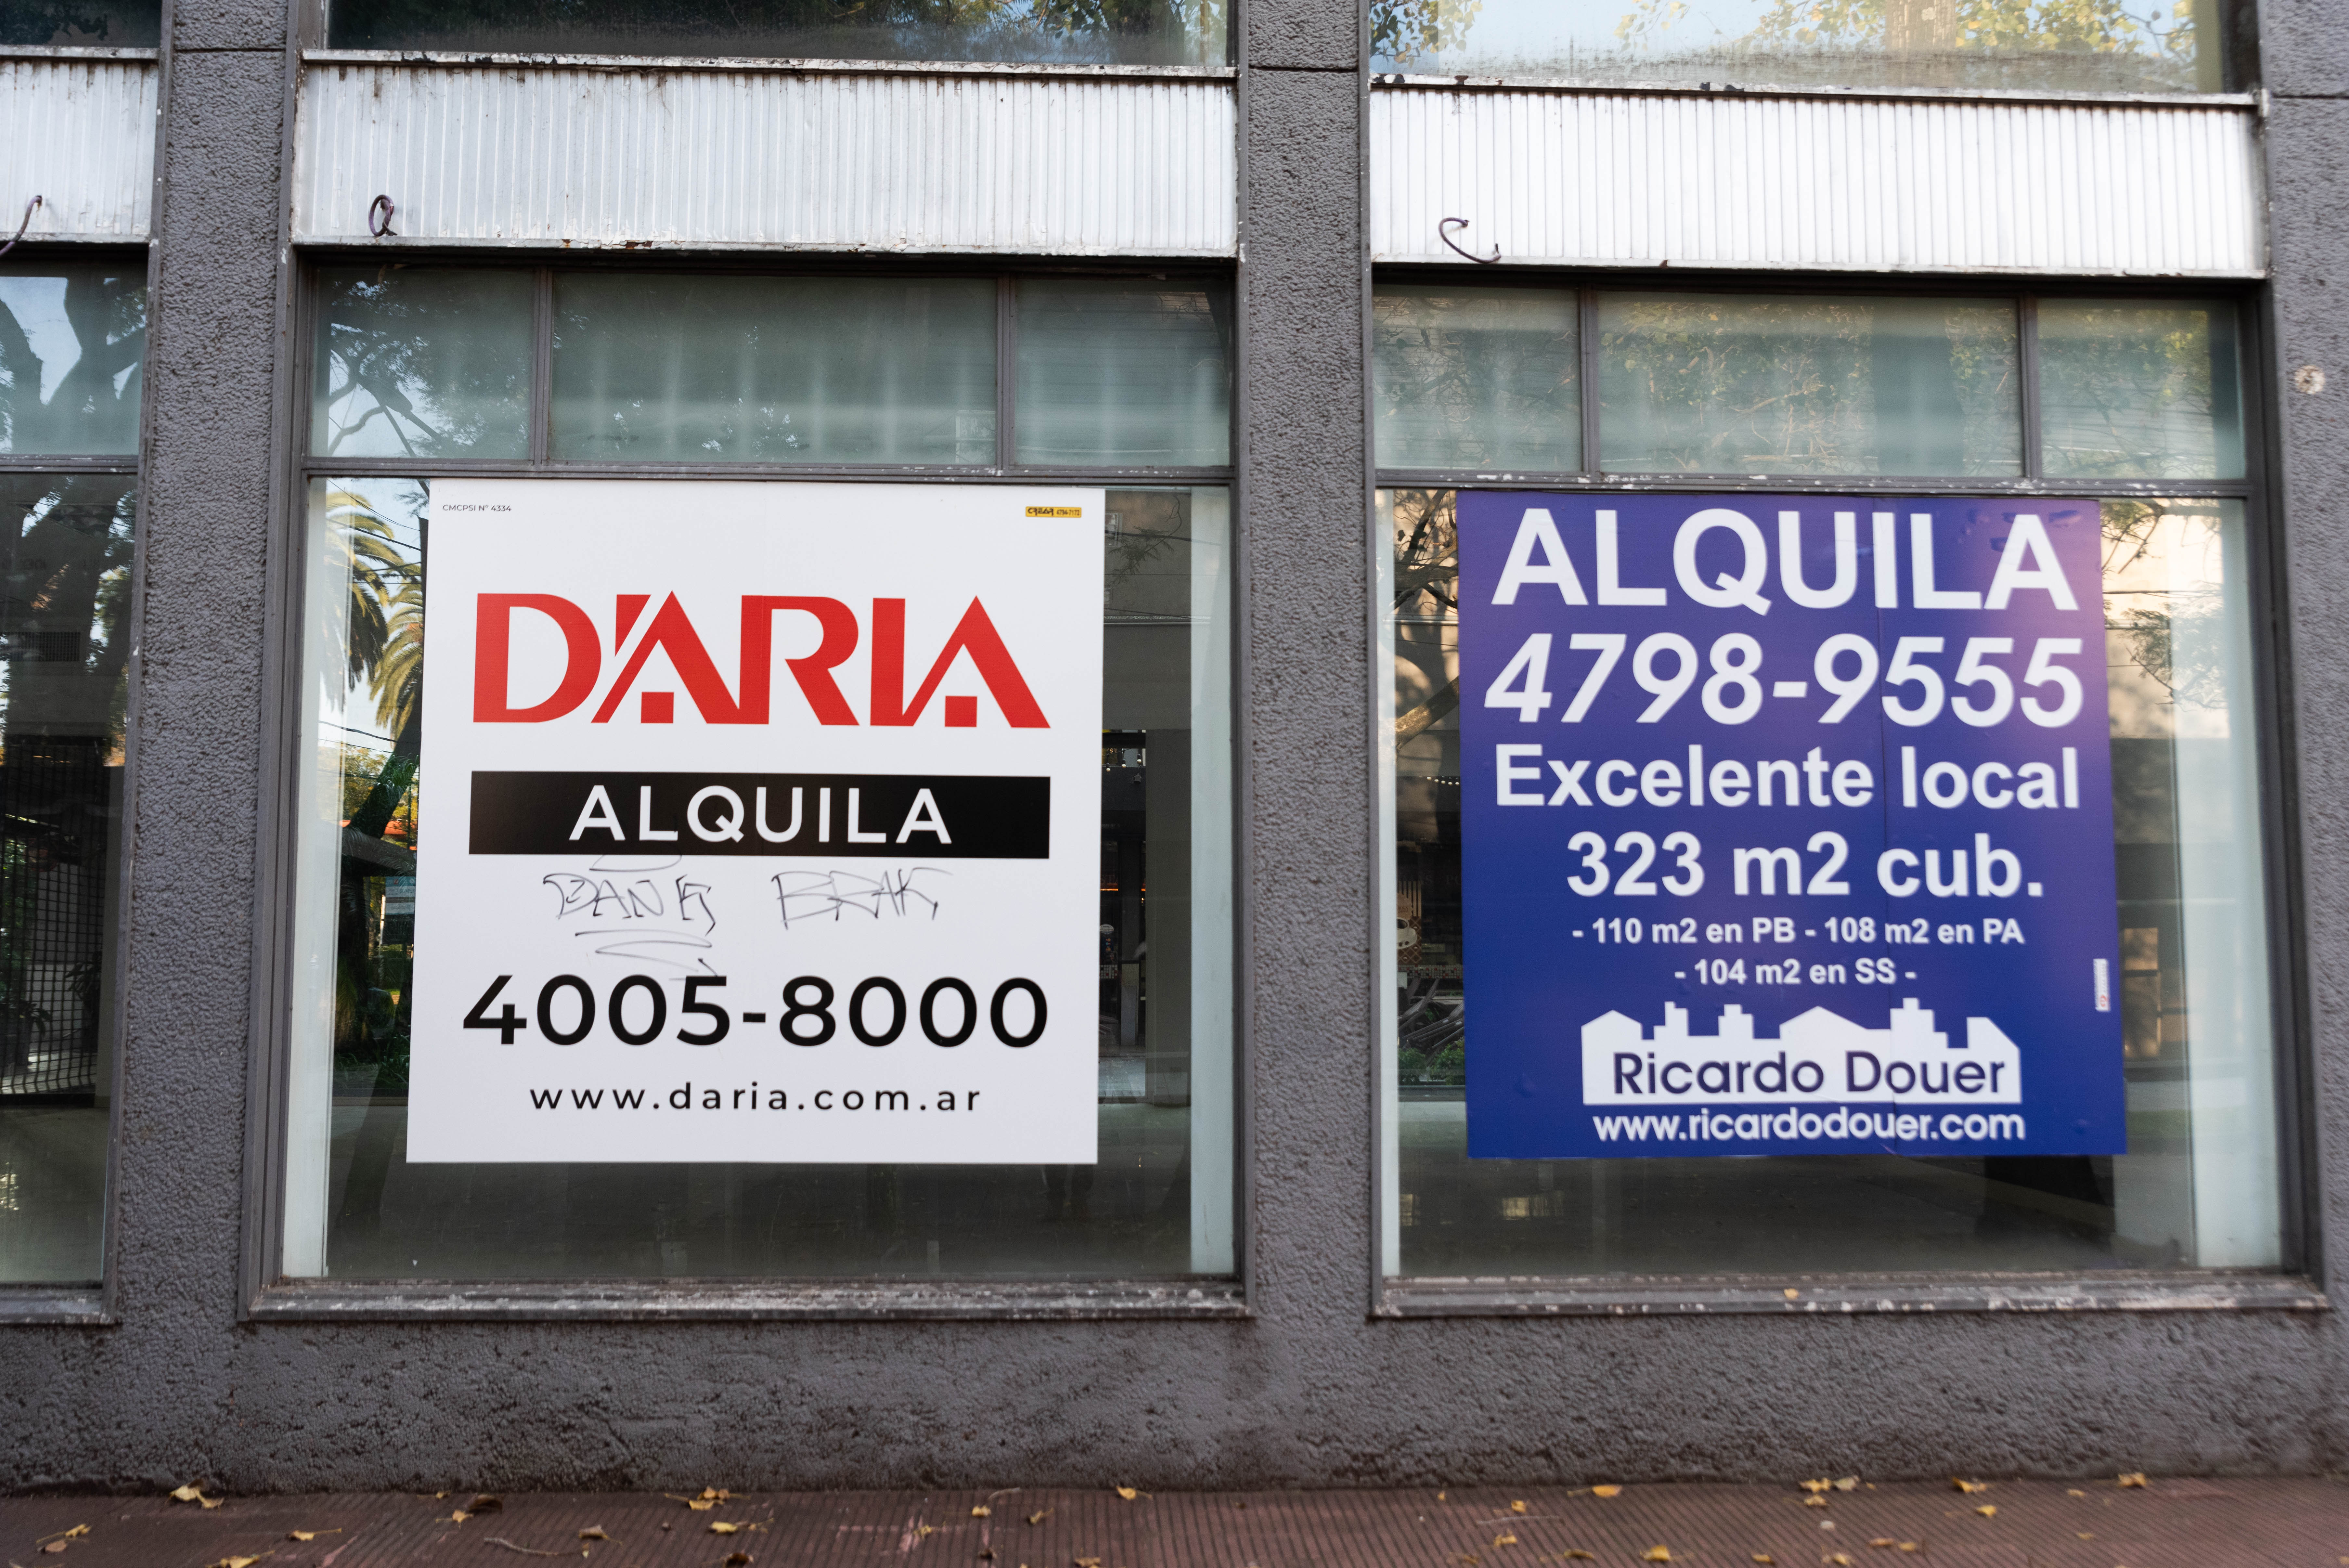 CMCPSI N° 4334
D'ARIA
ALQUILA
4005-8000
www.daria.com.ar
ALQUILA
4798-9555
Excelente local
323 m2 cub.
- 110 m2 en PB - 108 m2 en PA
- 104 m2 en SS -
Ricardo Douer
www.ricardodouer.com